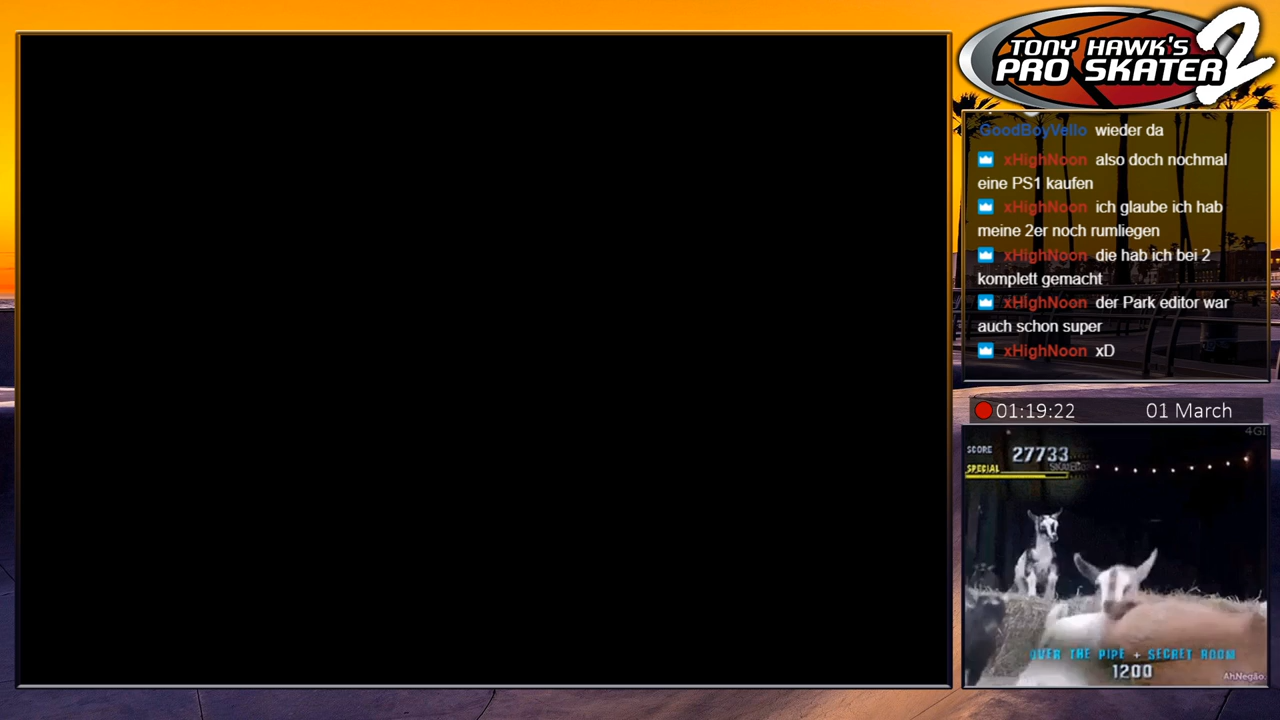 TONY HAWK'S
PRO SKATER 2
GoodBoyVello wieder da
xHighNoon also doch nochmal
eine PS1 kaufen
xHighNoon ich glaube ich hab
meine 2er noch rumliegen
xHighNoon die hab ich bei 2
komplett gemacht
xHighNoon der Park editor war
auch schon super
xHighNoon xD
01:19:22 01 March
4GI
SCORE 27733
SPECIAL
OVER THE PIPE + SECRET ROOM
1200
AhNegão.